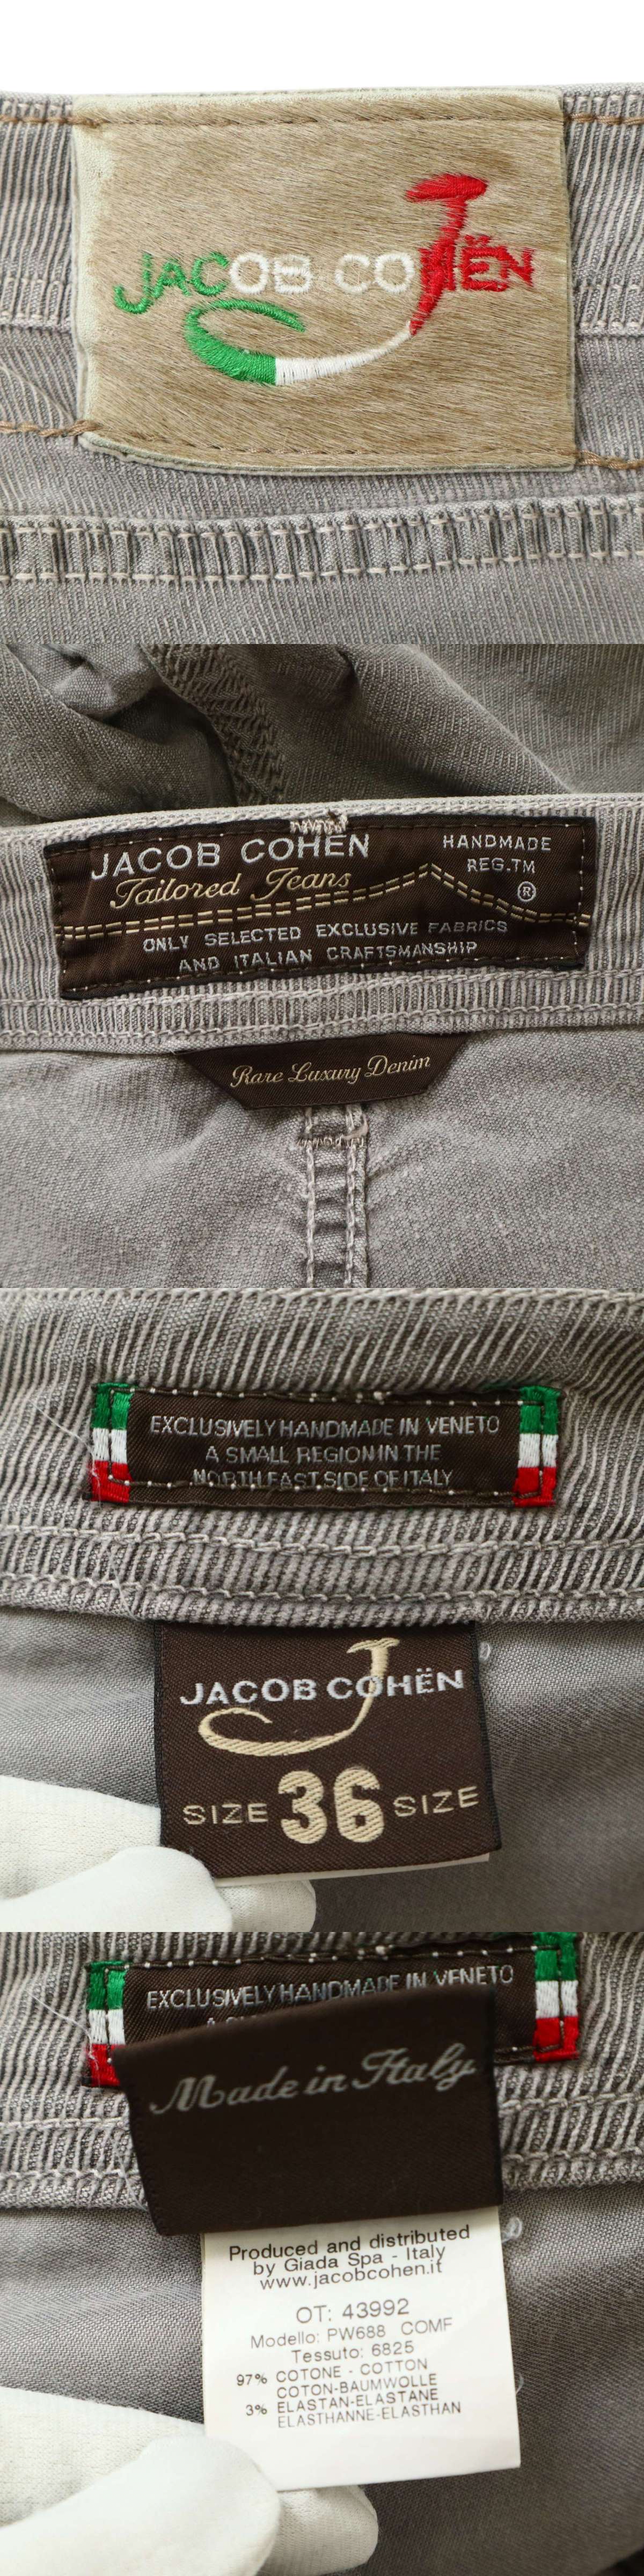 JACOB COHËN
JACOB COHEN
Tailored Jeans
HANDMADE
REG.TM
®
ONLY SELECTED EXCLUSIVE FABRICS
AND ITALIAN CRAFTSMANSHIP
Rare Luxury Denim
EXCLUSIVELY HANDMADE IN VENETO
A SMALL REGION IN THE
NORTH EAST SIDE OF ITALY
JACOB COHËN
SIZE 36 SIZE
EXCLUSIVELY HANDMADE IN VENETO
Made in Italy
Produced and distributed
by Giada Spa - Italy
www.jacobcohen.it
OT: 43992
Modello: PW688 COMF
Tessuto: 6825
97% COTONE - COTTON
COTON-BAUMWOLLE
3% ELASTAN-ELASTANE
ELASTHANNE-ELASTHAN